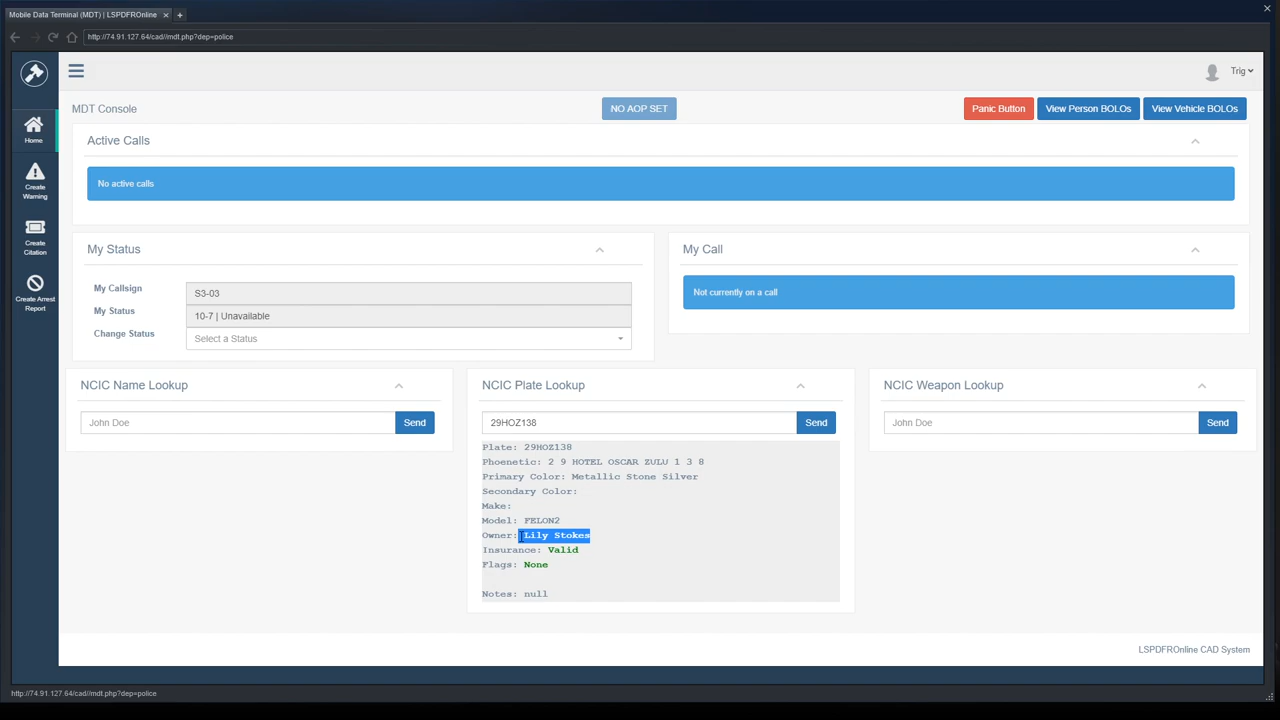 Mobile Data Terminal (MDT) | LSPDFROnline
http://74.91.127.64/cad//mdt.php?dep=police
Trig
MDT Console
NO AOP SET
Panic Button
View Person BOLOs
View Vehicle BOLOs
Home
Create
Warning
Create
Citation
Create Arrest
Report
Active Calls
No active calls
My Status
My Callsign
S3-03
My Status
10-7 | Unavailable
Change Status
Select a Status
My Call
Not currently on a call
NCIC Name Lookup
John Doe
Send
NCIC Plate Lookup
29HOZ138
Send
Plate: 29HOZ138
Phoenetic: 2 9 HOTEL OSCAR ZULU 1 3 8
Primary Color: Metallic Stone Silver
Secondary Color:
Make:
Model: FELON2
Owner: Lily Stokes
Insurance: Valid
Flags: None
Notes: null
NCIC Weapon Lookup
John Doe
Send
LSPDFROnline CAD System
http://74.91.127.64/cad//mdt.php?dep=police